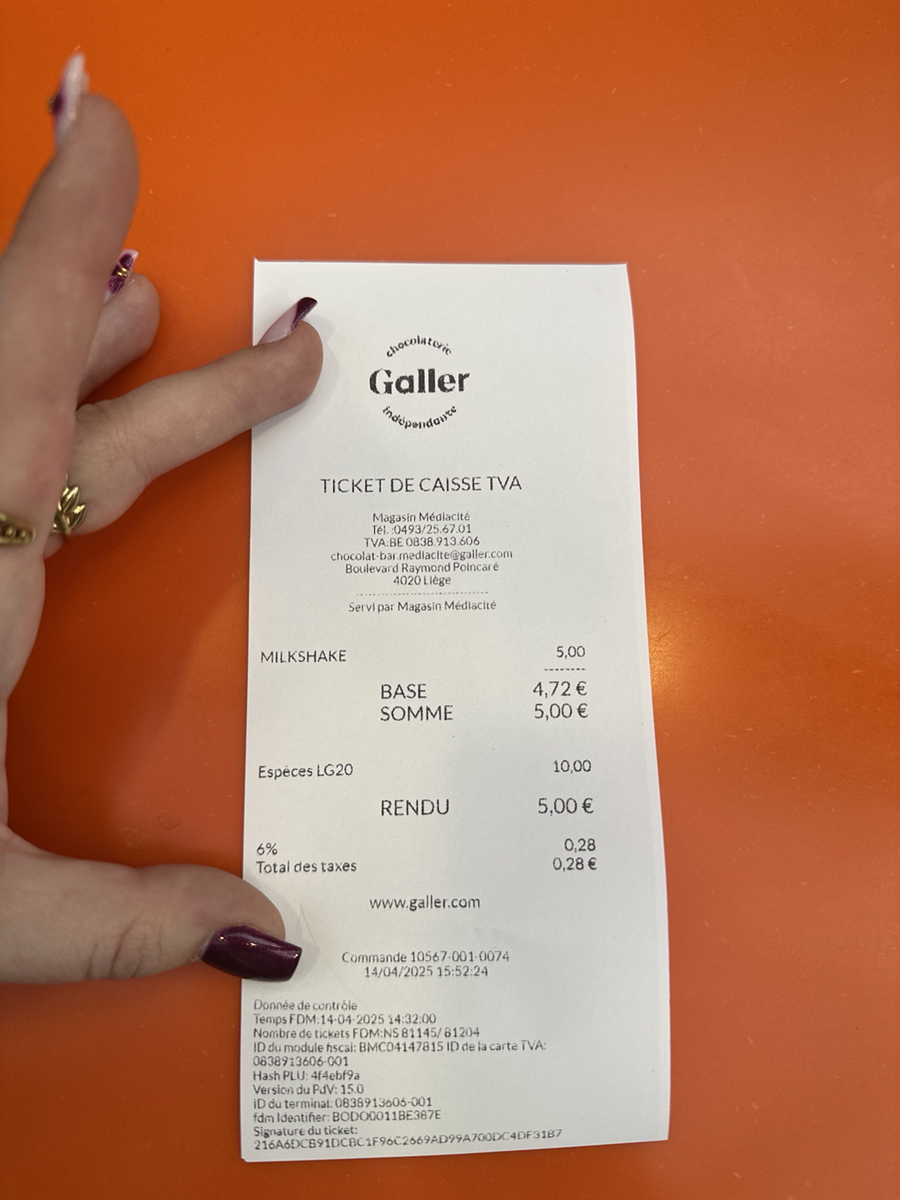 chocolaterie
Galler
indépendante
TICKET DE CAISSE TVA
Magasin Médiacité
Tél. :0493/25.67.01
TVA:BE 0838.913.606
chocolat-bar.mediacite@galler.com
Boulevard Raymond Poincaré
4020 Liège
Servi par Magasin Médiacité
MILKSHAKE 5,00
BASE 4,72 €
SOMME 5,00 €
Espèces LG20 10,00
RENDU 5,00 €
6% 0,28
Total des taxes 0,28 €
www.galler.com
Commande 10567-001-0074
14/04/2025 15:52:24
Donnée de contrôle
Temps FDM:14-04-2025 14:32:00
Nombre de tickets FDM:NS 81145/ 81204
ID du module fiscal: BMC04147815 ID de la carte TVA:
0838913606-001
Hash PLU: 4f4ebf9a
Version du PdV: 15.0
ID du terminal: 0838913606-001
fdm Identifier: BODO0011BE387E
Signature du ticket:
216A6DCB91DCBC1F96C2669AD99A700DC4DF31B7